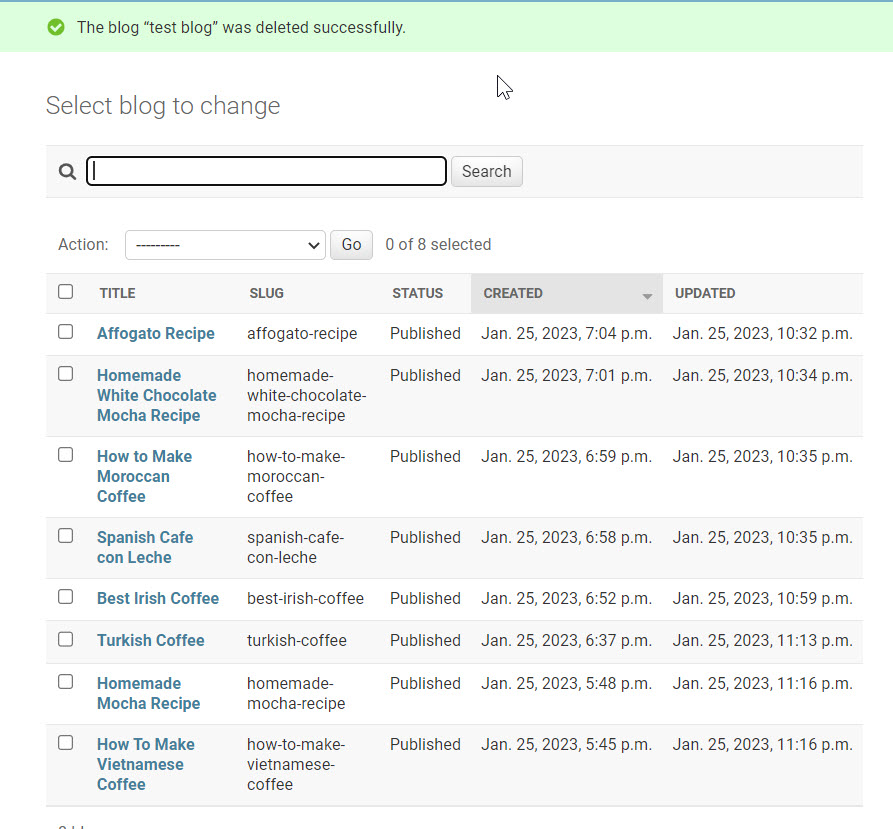 The blog “test blog” was deleted successfully.
Select blog to change
Search
Action: --------- Go 0 of 8 selected
TITLE SLUG STATUS CREATED UPDATED
Affogato Recipe affogato-recipe Published Jan. 25, 2023, 7:04 p.m. Jan. 25, 2023, 10:32 p.m.
Homemade homemade- Published Jan. 25, 2023, 7:01 p.m. Jan. 25, 2023, 10:34 p.m.
White Chocolate white-chocolate-
Mocha Recipe mocha-recipe
How to Make how-to-make- Published Jan. 25, 2023, 6:59 p.m. Jan. 25, 2023, 10:35 p.m.
Moroccan moroccan-
Coffee coffee
Spanish Cafe spanish-cafe- Published Jan. 25, 2023, 6:58 p.m. Jan. 25, 2023, 10:35 p.m.
con Leche con-leche
Best Irish Coffee best-irish-coffee Published Jan. 25, 2023, 6:52 p.m. Jan. 25, 2023, 10:59 p.m.
Turkish Coffee turkish-coffee Published Jan. 25, 2023, 6:37 p.m. Jan. 25, 2023, 11:13 p.m.
Homemade homemade- Published Jan. 25, 2023, 5:48 p.m. Jan. 25, 2023, 11:16 p.m.
Mocha Recipe mocha-recipe
How To Make how-to-make- Published Jan. 25, 2023, 5:45 p.m. Jan. 25, 2023, 11:16 p.m.
Vietnamese vietnamese-
Coffee coffee